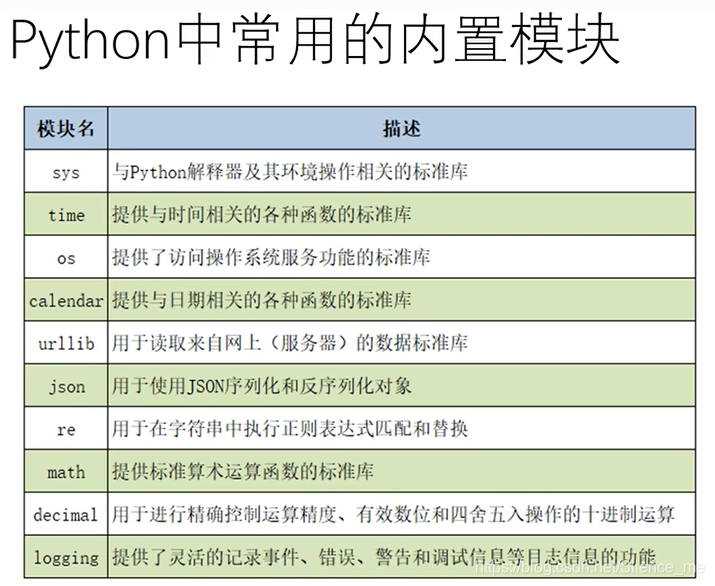 Python中常用的内置模块
模块名 描述
sys 与Python解释器及其环境操作相关的标准库
time 提供与时间相关的各种函数的标准库
os 提供了访问操作系统服务功能的标准库
calendar 提供与日期相关的各种函数的标准库
urllib 用于读取来自网上（服务器）的数据标准库
json 用于使用JSON序列化和反序列化对象
re 用于在字符串中执行正则表达式匹配和替换
math 提供标准算术运算函数的标准库
decimal 用于进行精确控制运算精度、有效数位和四舍五入操作的十进制运算
logging 提供了灵活的记录事件、错误、警告和调试信息等日志信息的功能
https://blog.csdn.net/Silence_me